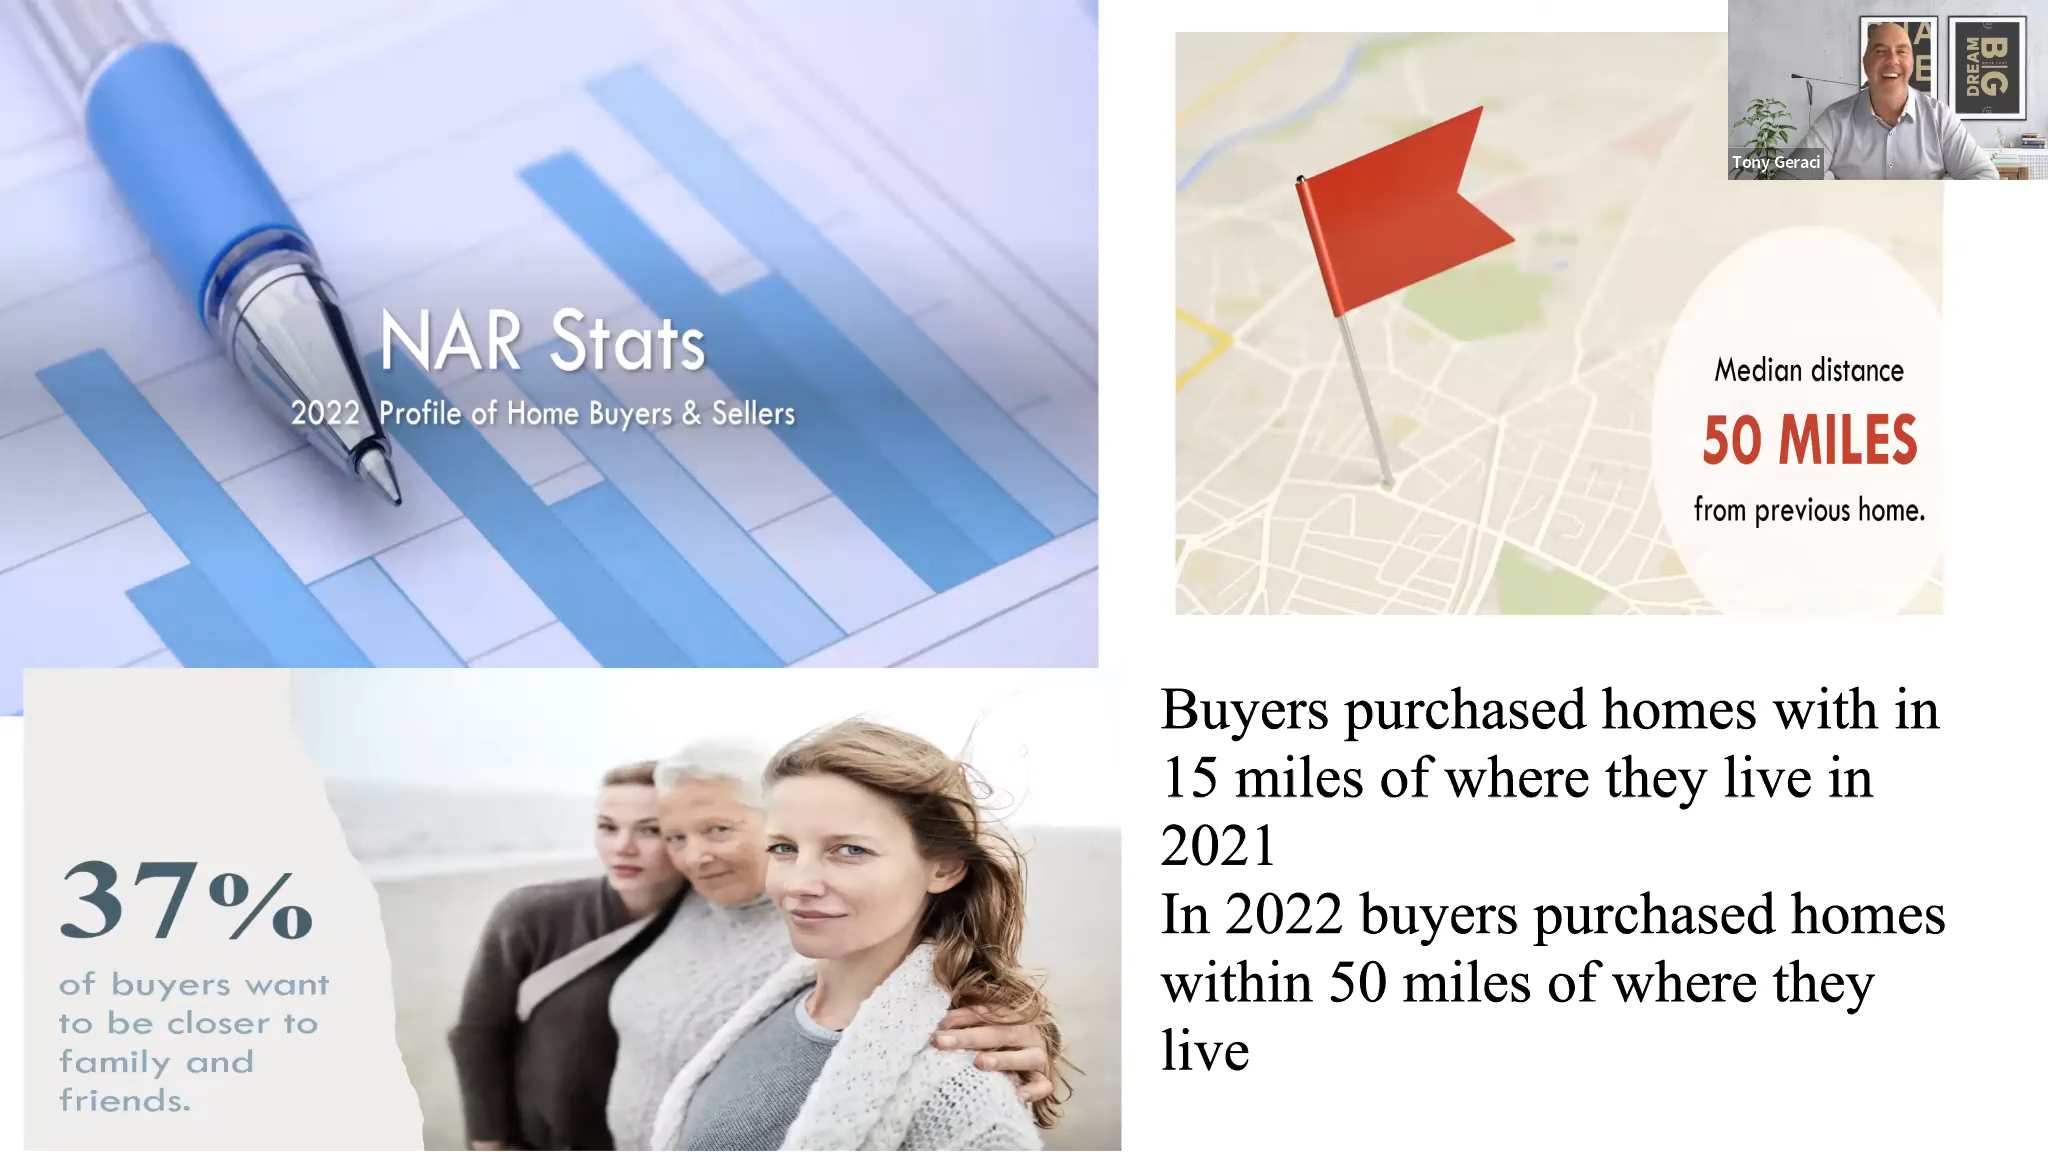 NAR Stats
2022 Profile of Home Buyers & Sellers
Median distance
50 MILES
from previous home.
DREAM
BIG
Tony Geraci
37%
of buyers want
to be closer to
family and
friends.
Buyers purchased homes with in
15 miles of where they live in
2021
In 2022 buyers purchased homes
within 50 miles of where they
live